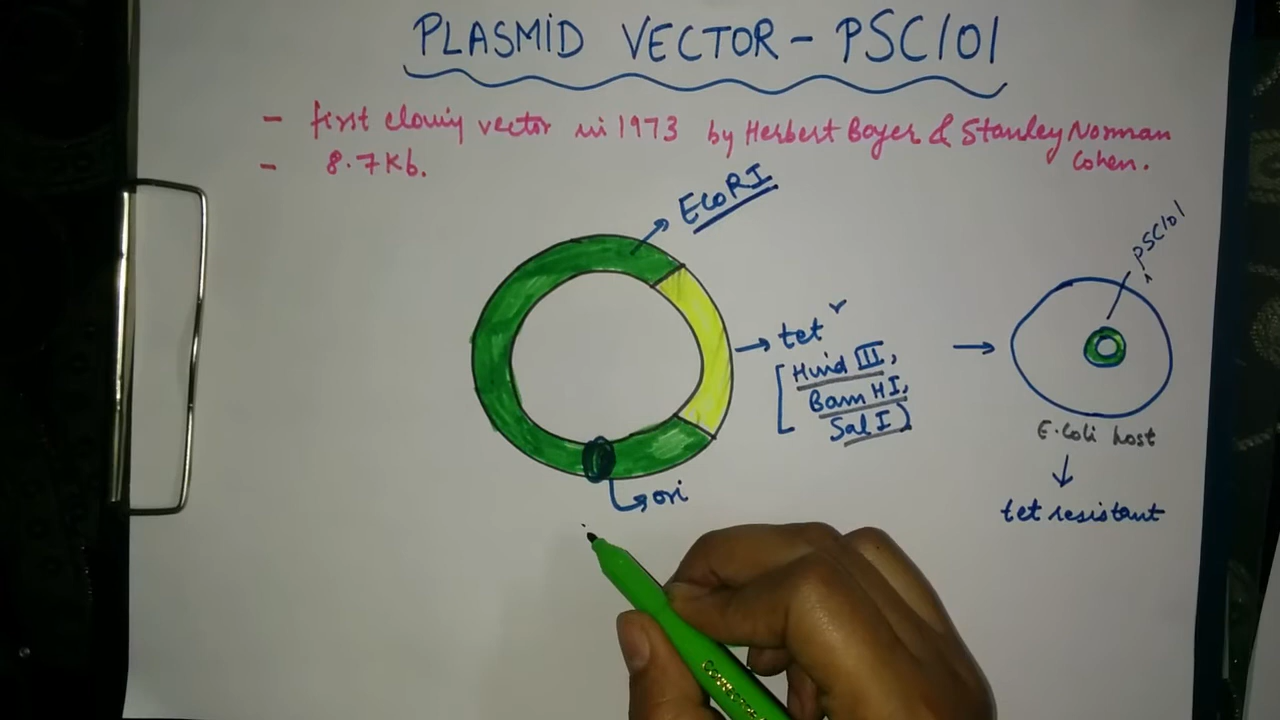 PLASMID VECTOR - PSC101
- first cloning vector in 1973 by Herbert Boyer & Stanley Norman
Cohen.
- 8.7Kb.
EcoRI
PSC101
→ tet r
[Hind III,
Bam HI,
Sal I)
E.Coli host
ori
tet resistant